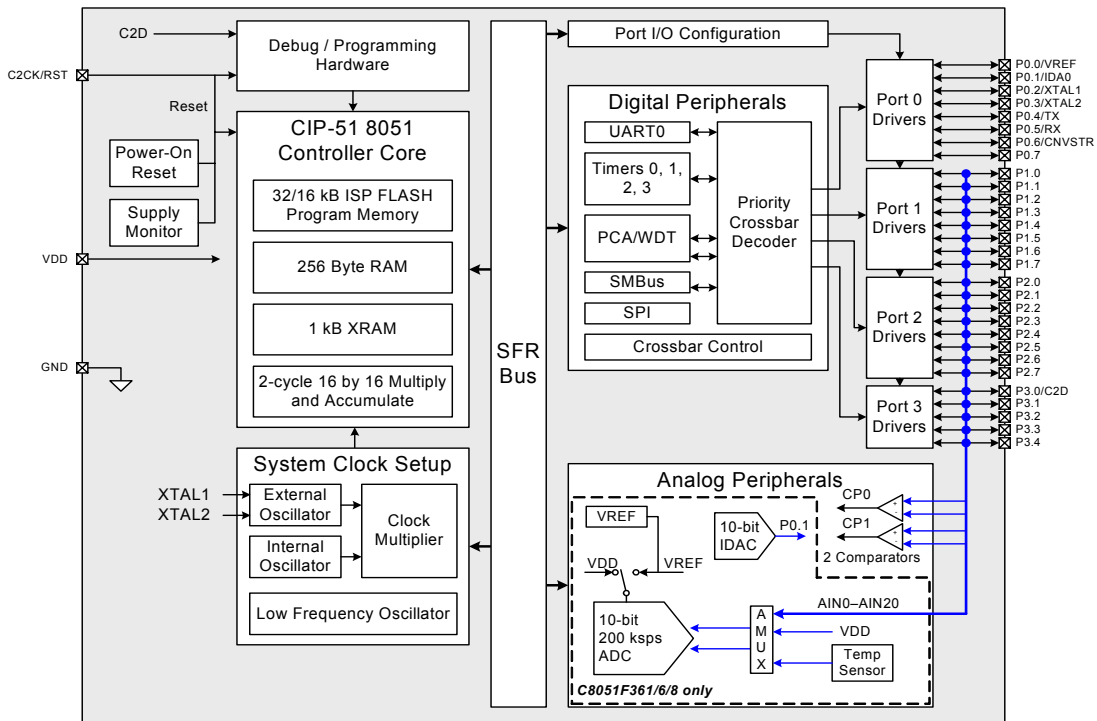 C2D
C2CK/RST
Reset
Debug / Programming
Hardware
Power-On
Reset
Supply
Monitor
VDD
GND
CIP-51 8051
Controller Core
32/16 kB ISP FLASH
Program Memory
256 Byte RAM
1 kB XRAM
2-cycle 16 by 16 Multiply
and Accumulate
System Clock Setup
XTAL1
XTAL2
External
Oscillator
Internal
Oscillator
Clock
Multiplier
Low Frequency Oscillator
SFR
Bus
Port I/O Configuration
Digital Peripherals
UART0
Timers 0, 1,
2, 3
PCA/WDT
SMBus
SPI
Priority
Crossbar
Decoder
Crossbar Control
Port 0
Drivers
Port 1
Drivers
Port 2
Drivers
Port 3
Drivers
P0.0/VREF
P0.1/IDA0
P0.2/XTAL1
P0.3/XTAL2
P0.4/TX
P0.5/RX
P0.6/CNVSTR
P0.7
P1.0
P1.1
P1.2
P1.3
P1.4
P1.5
P1.6
P1.7
P2.0
P2.1
P2.2
P2.3
P2.4
P2.5
P2.6
P2.7
P3.0/C2D
P3.1
P3.2
P3.3
P3.4
Analog Peripherals
VREF
10-bit
IDAC
P0.1
CP0
+
-
CP1
+
-
2 Comparators
VDD
VREF
10-bit
200 ksps
ADC
A
M
U
X
AIN0–AIN20
VDD
Temp
Sensor
C8051F361/6/8 only